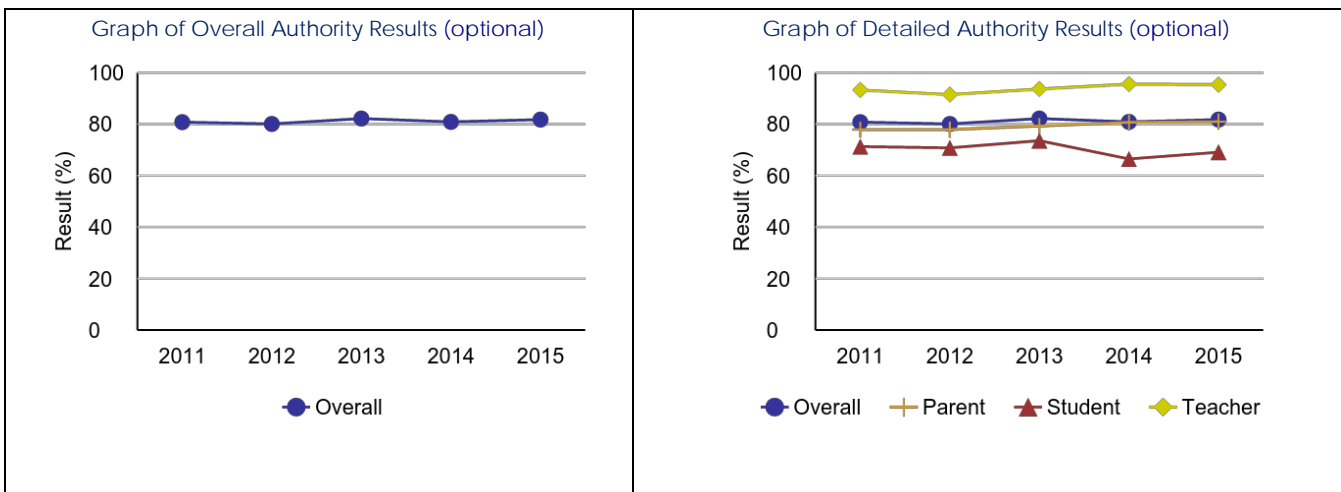 Graph of Overall Authority Results (optional)
100
80
60
40
20
0
Result (%)
2011 2012 2013 2014 2015
Overall
Graph of Detailed Authority Results (optional)
100
80
60
40
20
0
Result (%)
2011 2012 2013 2014 2015
Overall Parent Student Teacher